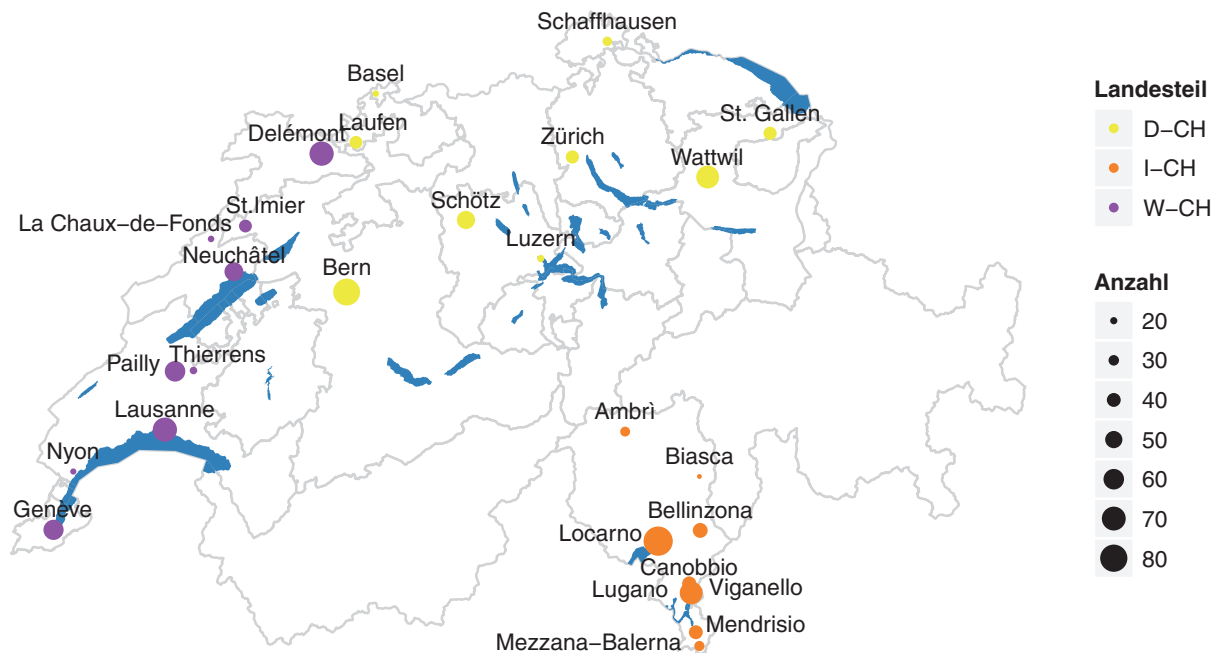 Schaffhausen
Basel
Laufen
Delémont
Zürich
St. Gallen
Wattwil
Schötz
St.Imier
La Chaux−de−Fonds
Neuchâtel
Luzern
Bern
Pailly
Thierrens
Lausanne
Nyon
Genève
Ambrì
Biasca
Bellinzona
Locarno
Canobbio
Lugano
Viganello
Mendrisio
Mezzana−Balerna
Landesteil
D−CH
I−CH
W−CH
Anzahl
20
30
40
50
60
70
80